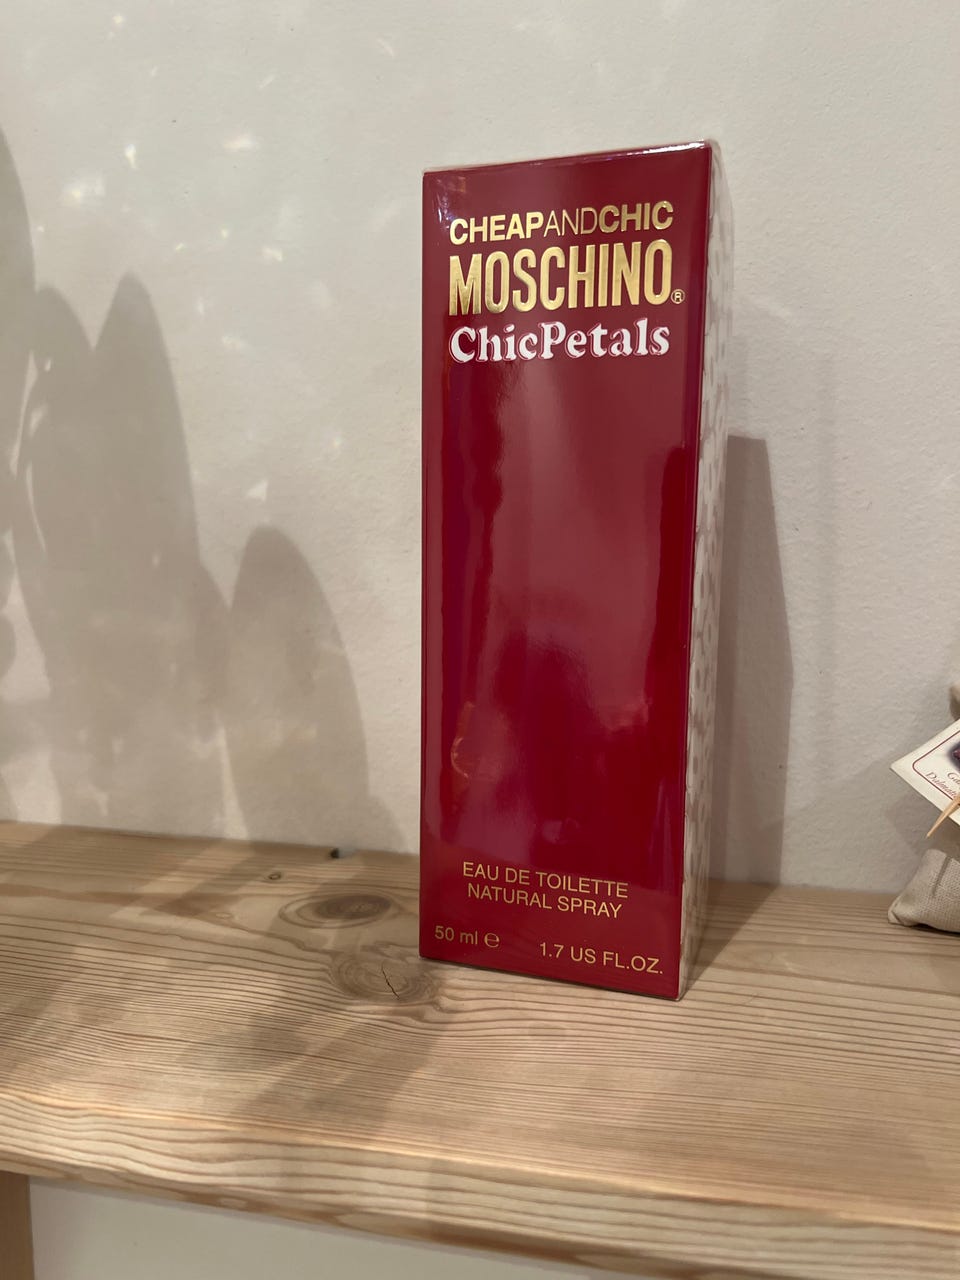 CHEAPANDCHIC
MOSCHINO®
ChicPetals
EAU DE TOILETTE
NATURAL SPRAY
50 ml ℮ 1.7 US FL.OZ.